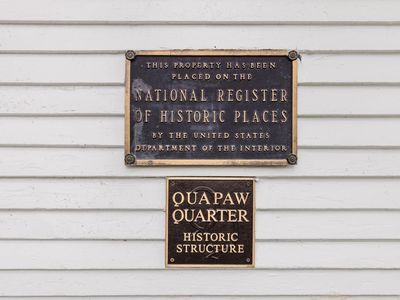 THIS PROPERTY HAS BEEN
PLACED ON THE
NATIONAL REGISTER
OF HISTORIC PLACES
BY THE UNITED STATES
DEPARTMENT OF THE INTERIOR
QUAPAW
QUARTER
HISTORIC
STRUCTURE